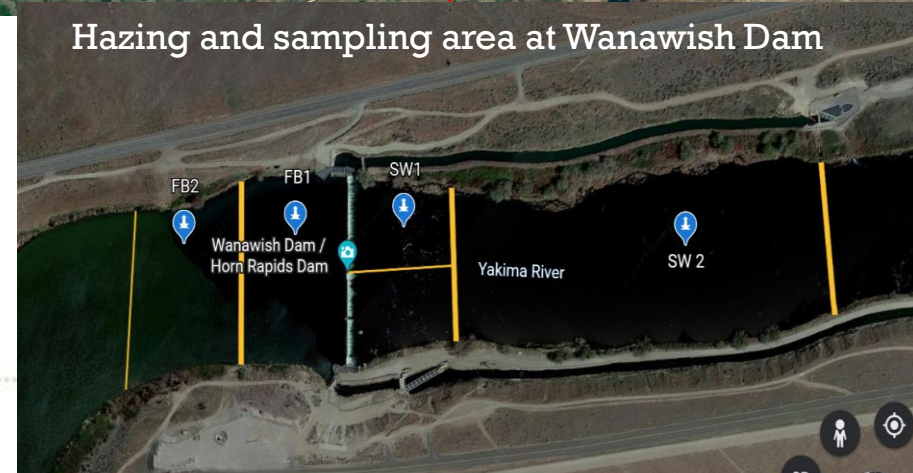 Hazing and sampling area at Wanawish Dam
FB2
FB1
SW1
Wanawish Dam /
Horn Rapids Dam
Yakima River
SW 2